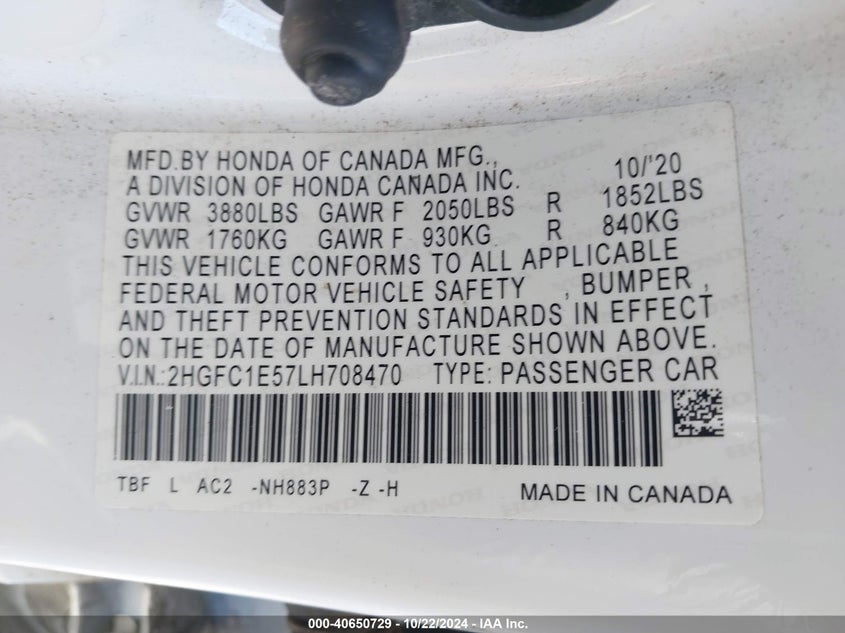 MFD.BY HONDA OF CANADA MFG., 10/'20
A DIVISION OF HONDA CANADA INC.
GVWR 3880LBS GAWR F 2050LBS R 1852LBS
GVWR 1760KG GAWR F 930KG R 840KG
THIS VEHICLE CONFORMS TO ALL APPLICABLE
FEDERAL MOTOR VEHICLE SAFETY , BUMPER ,
AND THEFT PREVENTION STANDARDS IN EFFECT
ON THE DATE OF MANUFACTURE SHOWN ABOVE.
V.I.N.:2HGFC1E57LH708470 TYPE: PASSENGER CAR
TBF L AC2 -NH883P -Z -H MADE IN CANADA
000-40650729 - 10/22/2024 - IAA Inc.